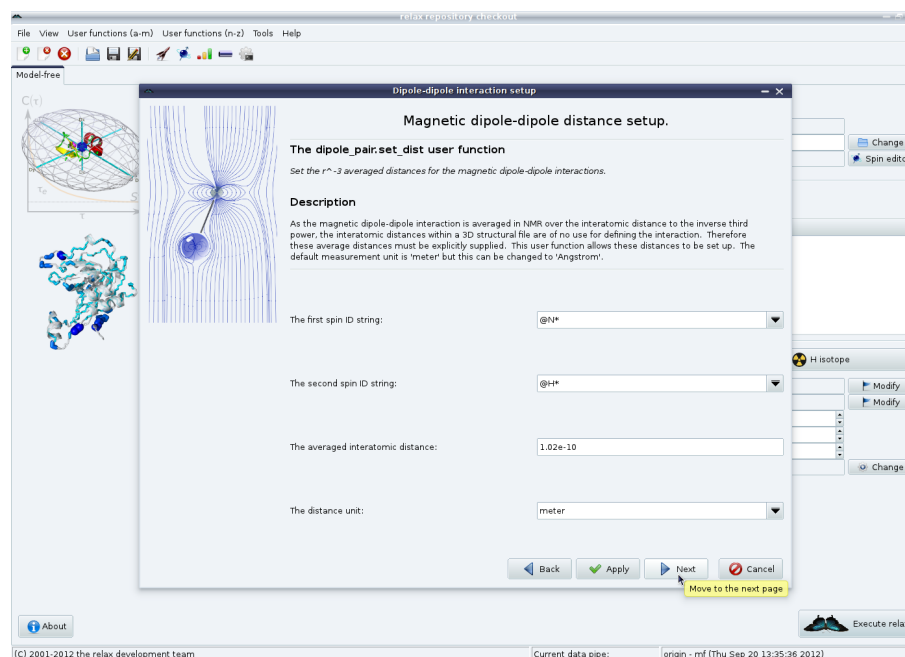 relax repository checkout
File View User functions (a-m) User functions (n-z) Tools Help
Model-free
C(τ)
Dipole-dipole interaction setup
Magnetic dipole-dipole distance setup.
The dipole_pair.set_dist user function
Set the r^-3 averaged distances for the magnetic dipole-dipole interactions.
Description
As the magnetic dipole-dipole interaction is averaged in NMR over the interatomic distance to the inverse third
power, the interatomic distances within a 3D structural file are of no use for defining the interaction. Therefore
these average distances must be explicitly supplied. This user function allows these distances to be set up. The
default measurement unit is 'meter' but this can be changed to 'Angstrom'.
The first spin ID string: @N*
The second spin ID string: @H*
The averaged interatomic distance: 1.02e-10
The distance unit: meter
Back Apply Next Cancel
Move to the next page
Change
Spin edito
H isotope
Modify
Modify
Change
τe
S
τ
About
Execute rela
(C) 2001-2012 the relax development team
Current data pipe:
origin - mf (Thu Sep 20 13:35:36 2012)